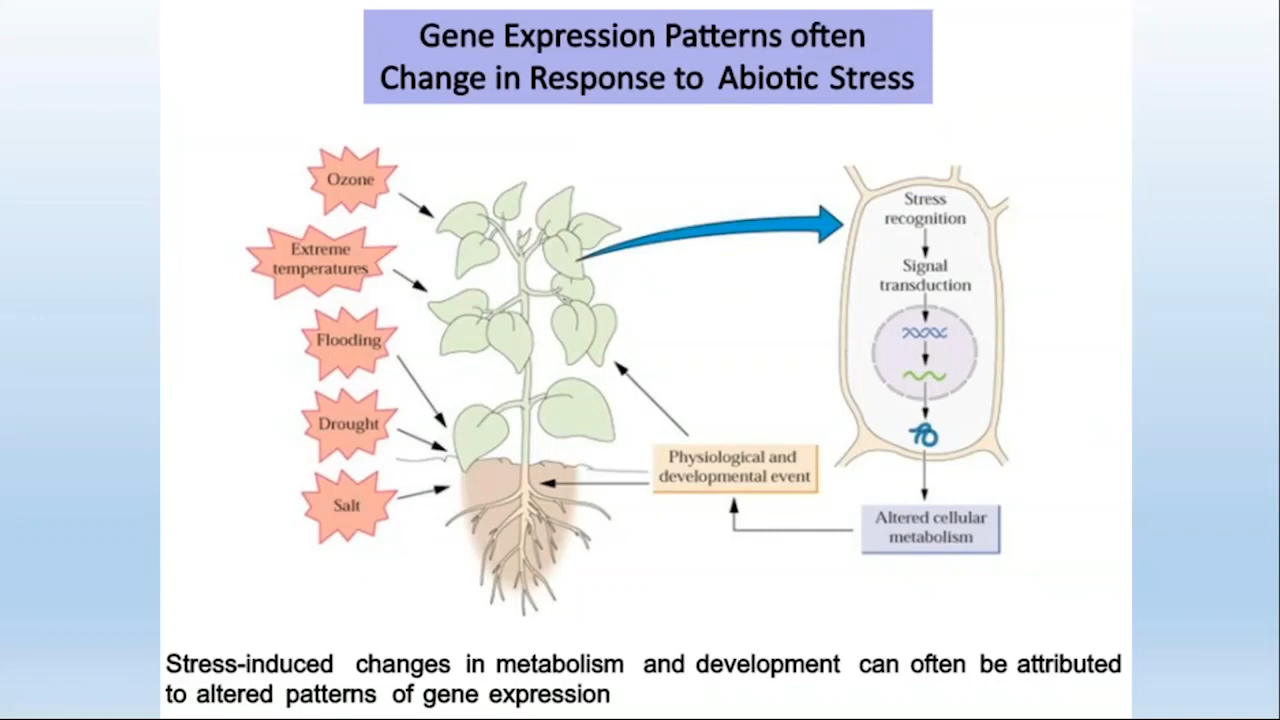 Gene Expression Patterns often
Change in Response to Abiotic Stress
Ozone
Extreme
temperatures
Flooding
Drought
Salt
Stress
recognition
Signal
transduction
Physiological and
developmental event
Altered cellular
metabolism
Stress-induced changes in metabolism and development can often be attributed
to altered patterns of gene expression